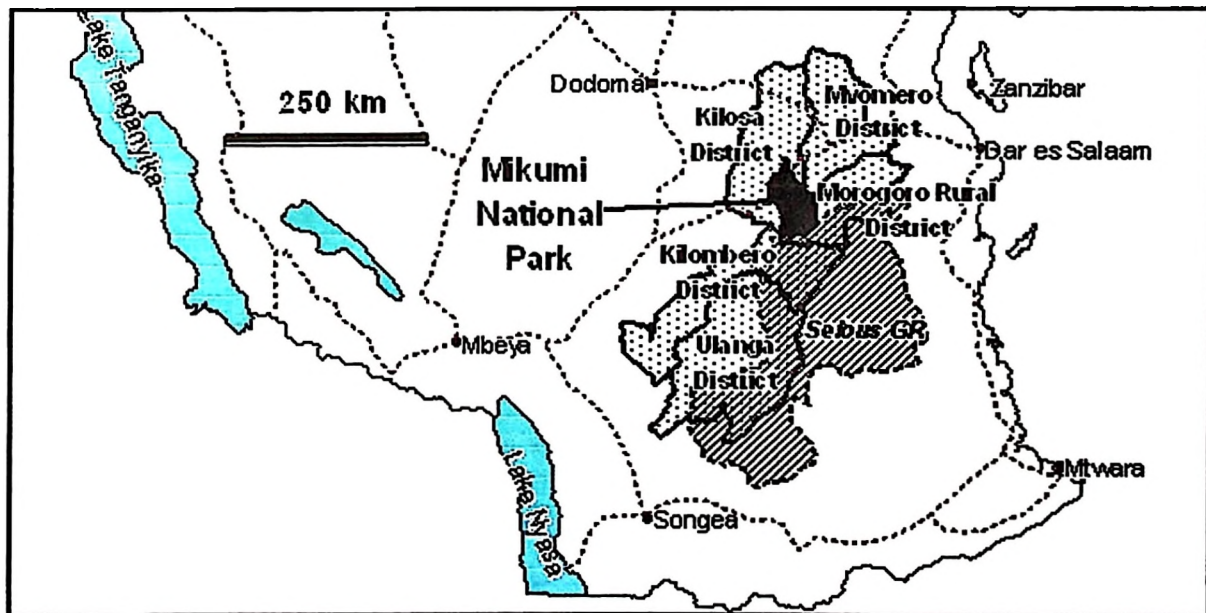 Lake Tanganyika
250 km
Dodoma
Zanzibar
Kilosa
District
Mvomero
District
Dar es Salaam
Mikumi
National
Park
Morogoro Rural
District
Kilombero
District
Selous GR
Ulanga
District
Mbeya
Lake Nyasa
Songea
Mtwara